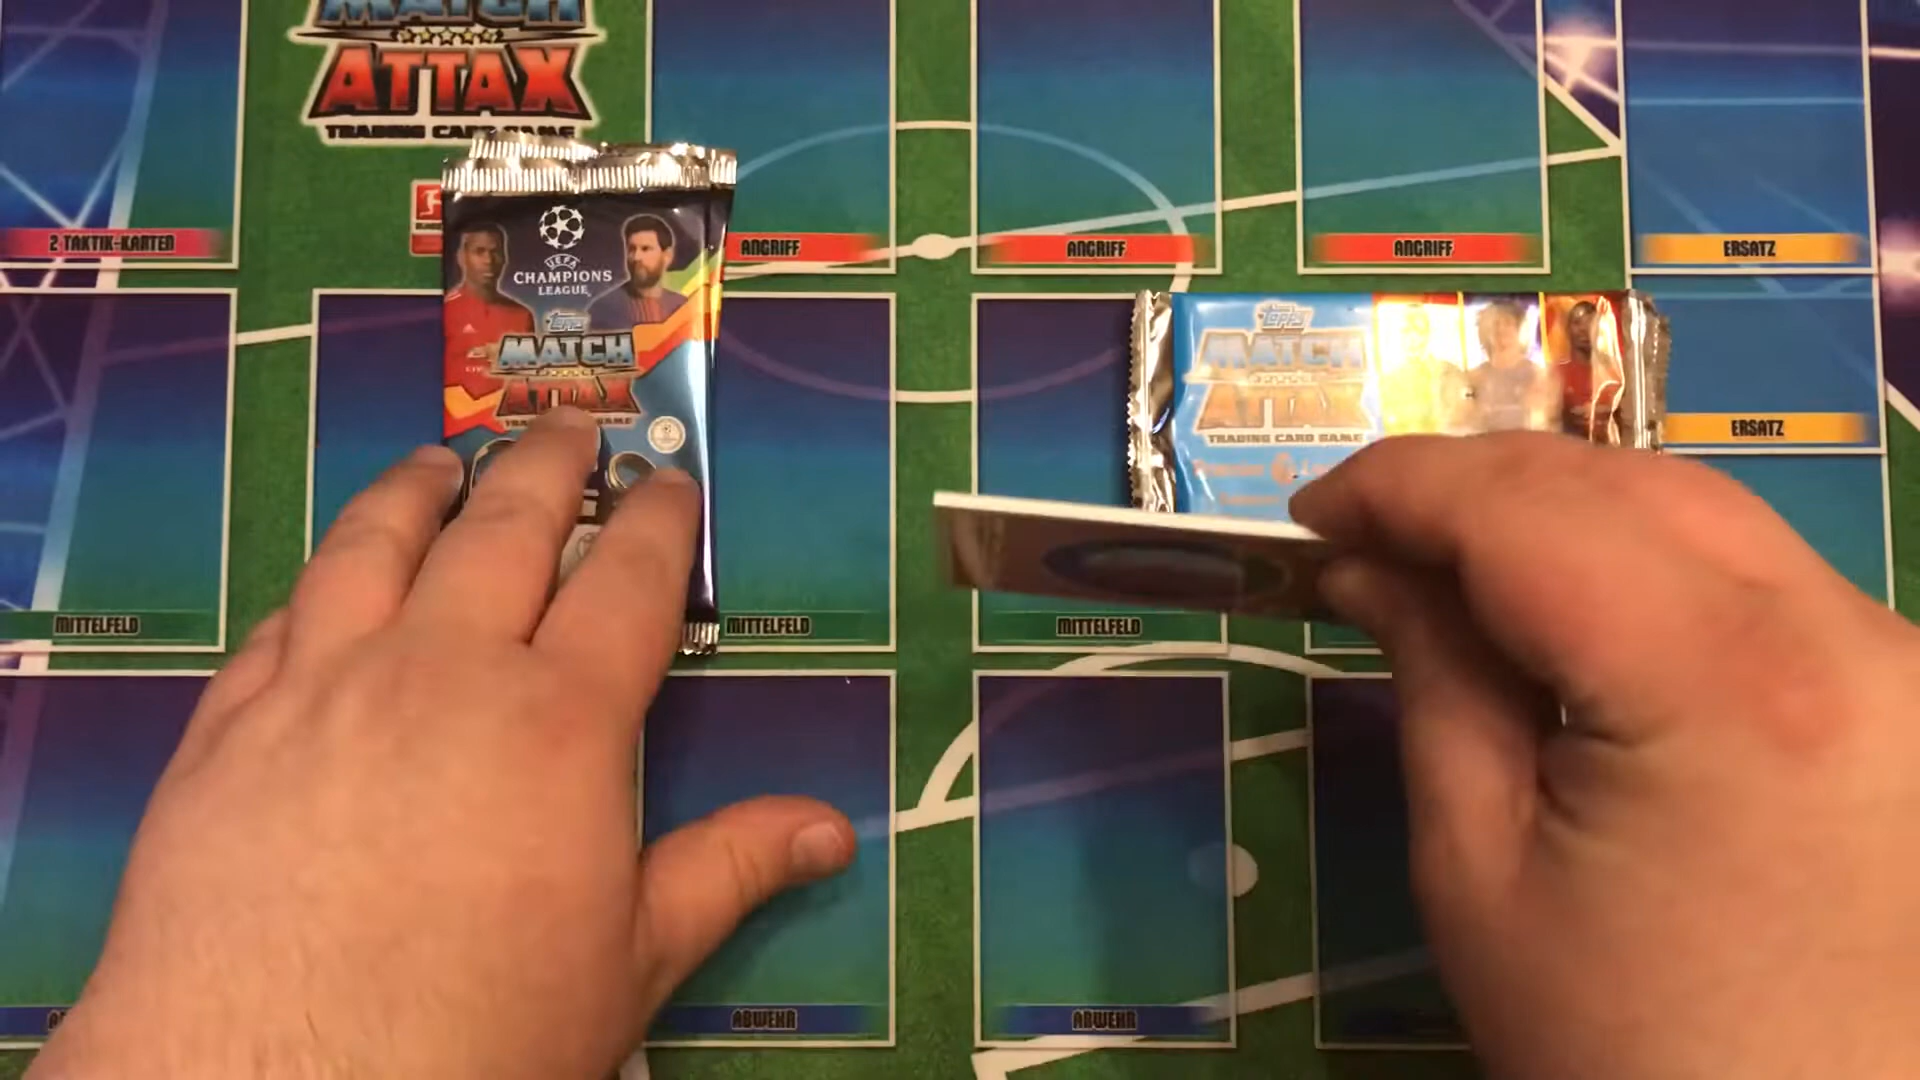 MATCH
ATTAX
TRADING CARD GAME
2 TAKTIK-KARTEN
ANGRIFF
ANGRIFF
ANGRIFF
ERSATZ
UEFA
CHAMPIONS
LEAGUE
Topps
MATCH
ATTAX
Topps
MATCH
ATTAX
TRADING CARD GAME
ERSATZ
MITTELFELD
MITTELFELD
MITTELFELD
ABWEHR
ABWEHR